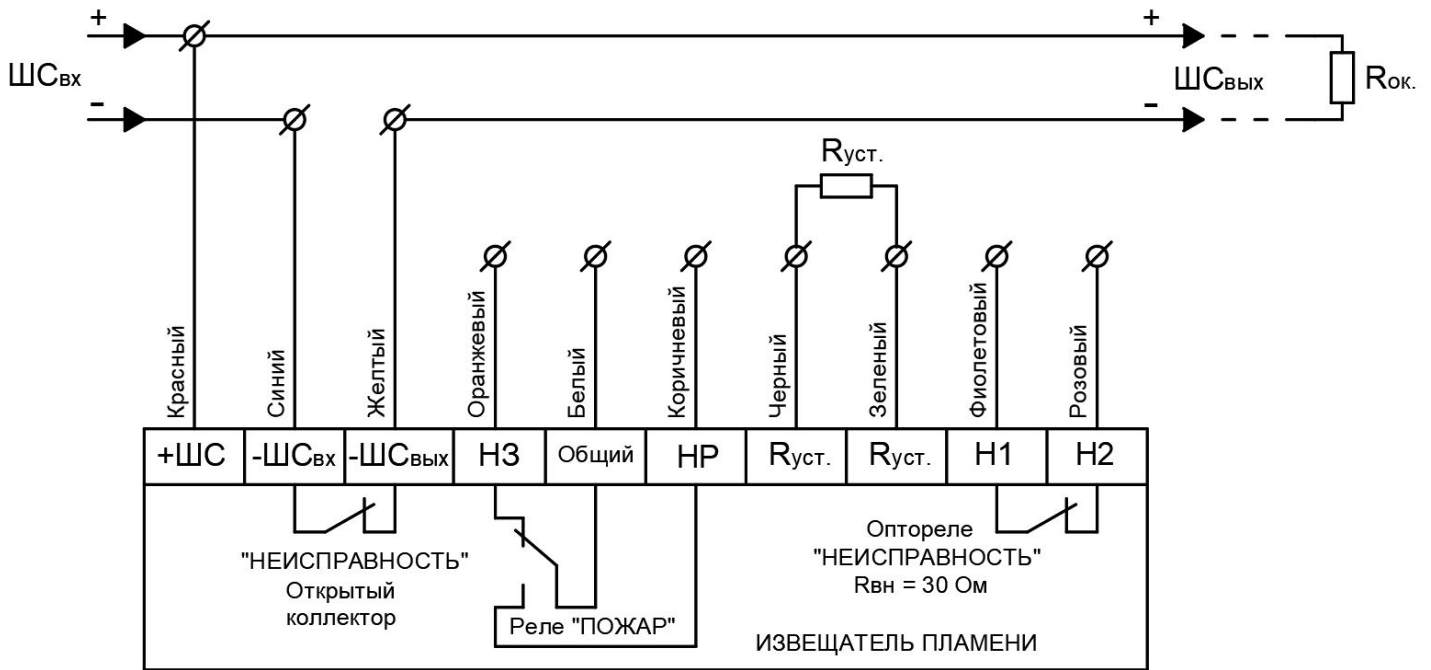 + +
ШСвх ШСвых Rок.
- -
Rуст.
Красный
Синий
Желтый
Оранжевый
Белый
Коричневый
Черный
Зеленый
Фиолетовый
Розовый
+ШС -ШСвх -ШСвых НЗ Общий НР Rуст. Rуст. Н1 Н2
"НЕИСПРАВНОСТЬ"
Открытый
коллектор
Реле "ПОЖАР"
Оптореле
"НЕИСПРАВНОСТЬ"
Rвн = 30 Ом
ИЗВЕЩАТЕЛЬ ПЛАМЕНИ